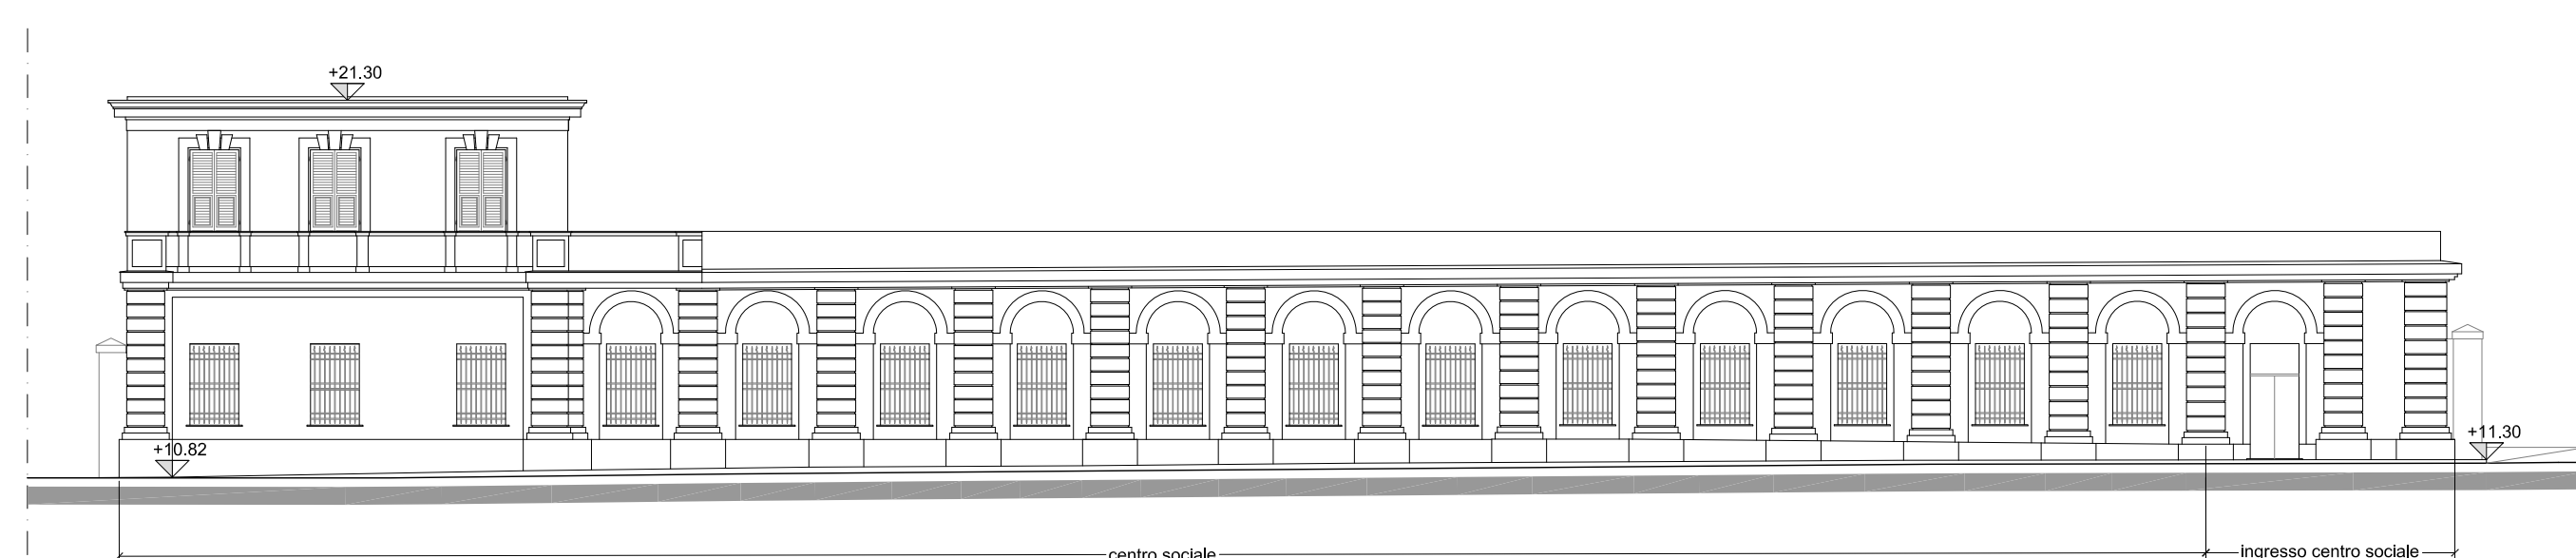 +21.30
+10.82
+11.30
centro sociale
ingresso centro sociale